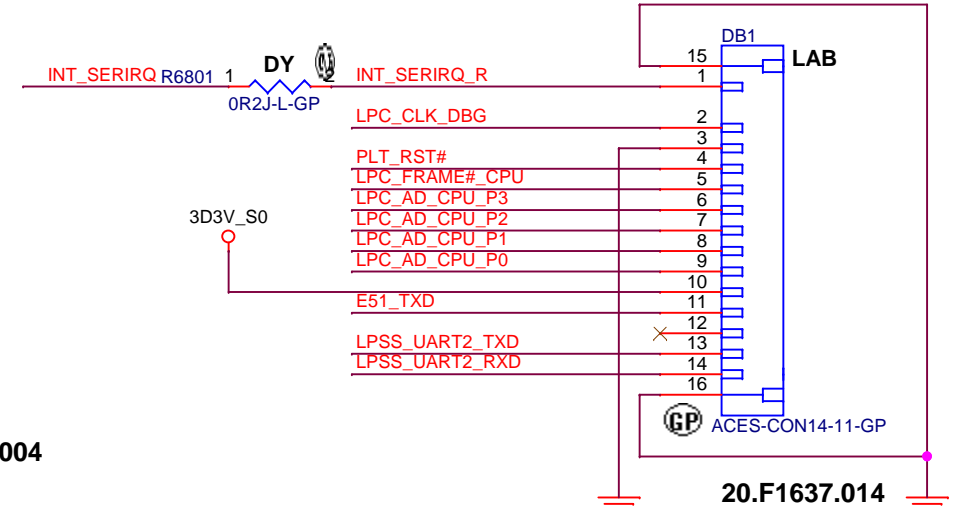 DB1
15 LAB
INT_SERIRQ R6801 1 DY 2 INT_SERIRQ_R 1
0R2J-L-GP
LPC_CLK_DBG 2
3
PLT_RST# 4
LPC_FRAME#_CPU 5
LPC_AD_CPU_P3 6
3D3V_S0 LPC_AD_CPU_P2 7
LPC_AD_CPU_P1 8
LPC_AD_CPU_P0 9
10
E51_TXD 11
12
LPSS_UART2_TXD 13
LPSS_UART2_RXD 14
16
GP ACES-CON14-11-GP
004
20.F1637.014